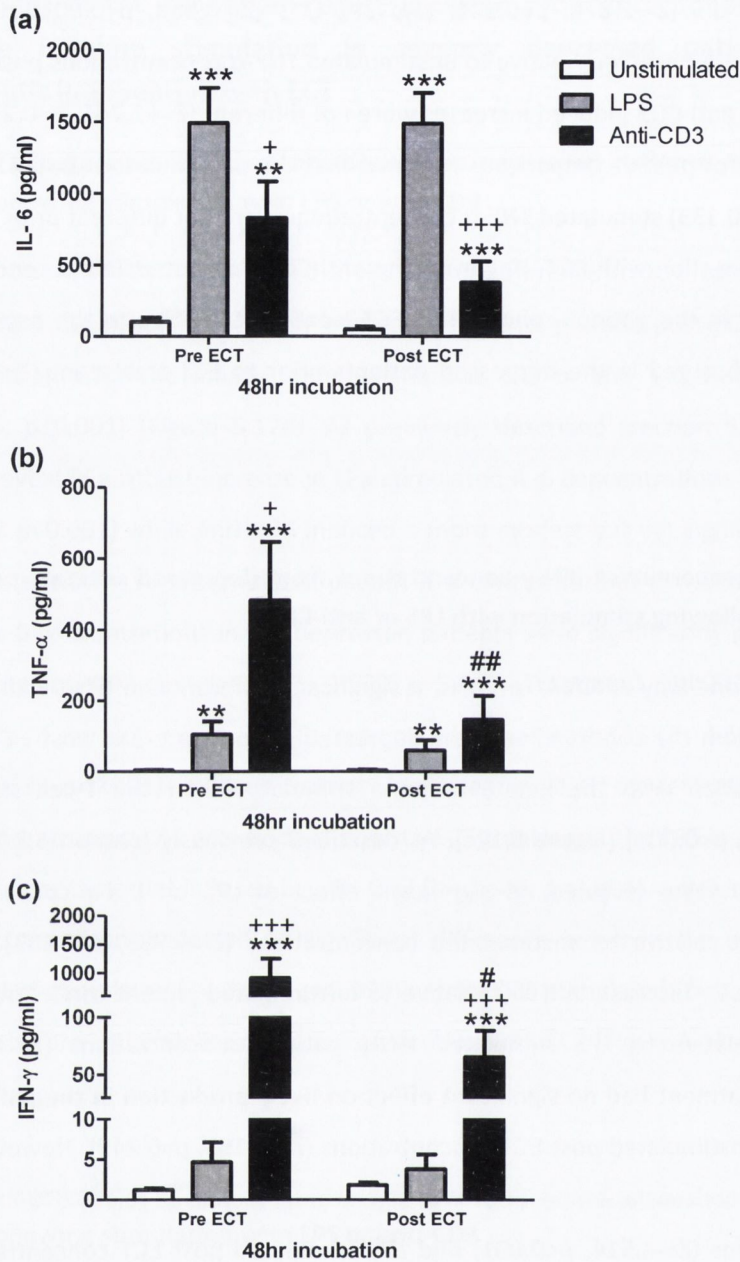 (a)
2000
1500
1000
500
0
IL- 6 (pg/ml)
***
+
**
***
+++
***
Unstimulated
LPS
Anti-CD3
Pre ECT
Post ECT
48hr incubation
(b)
800
600
400
200
0
TNF-α (pg/ml)
**
+
***
**
##
***
Pre ECT
Post ECT
48hr incubation
(c)
2000
1500
1000
100
50
10
5
0
IFN-γ (pg/ml)
+++
***
#
+++
***
Pre ECT
Post ECT
48hr incubation